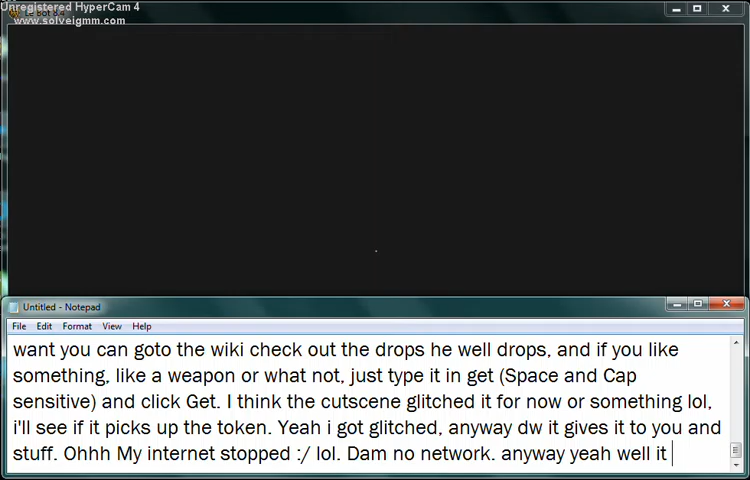 Unregistered HyperCam 4
Le Bot 8.4
www.solveigmm.com
Untitled - Notepad
File Edit Format View Help
want you can goto the wiki check out the drops he well drops, and if you like
something, like a weapon or what not, just type it in get (Space and Cap
sensitive) and click Get. I think the cutscene glitched it for now or something lol,
i'll see if it picks up the token. Yeah i got glitched, anyway dw it gives it to you and
stuff. Ohhh My internet stopped :/ lol. Dam no network. anyway yeah well it